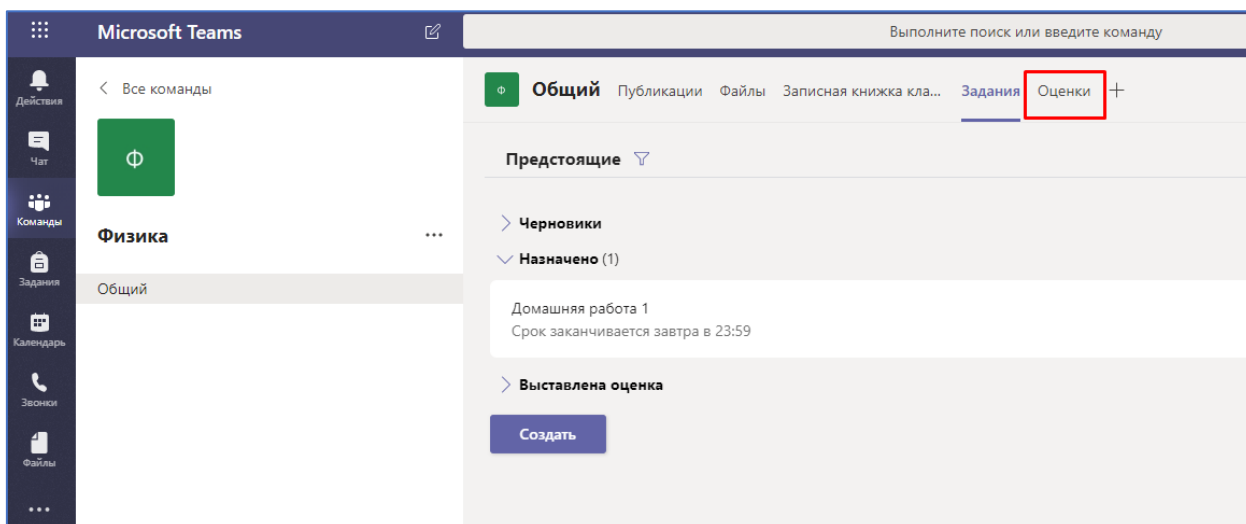 Microsoft Teams
Выполните поиск или введите команду
Действия
Чат
Команды
Задания
Календарь
Звонки
Файлы
Все команды
Ф
Физика
Общий
Ф Общий Публикации Файлы Записная книжка кла... Задания Оценки
Предстоящие
Черновики
Назначено (1)
Домашняя работа 1
Срок заканчивается завтра в 23:59
Выставлена оценка
Создать